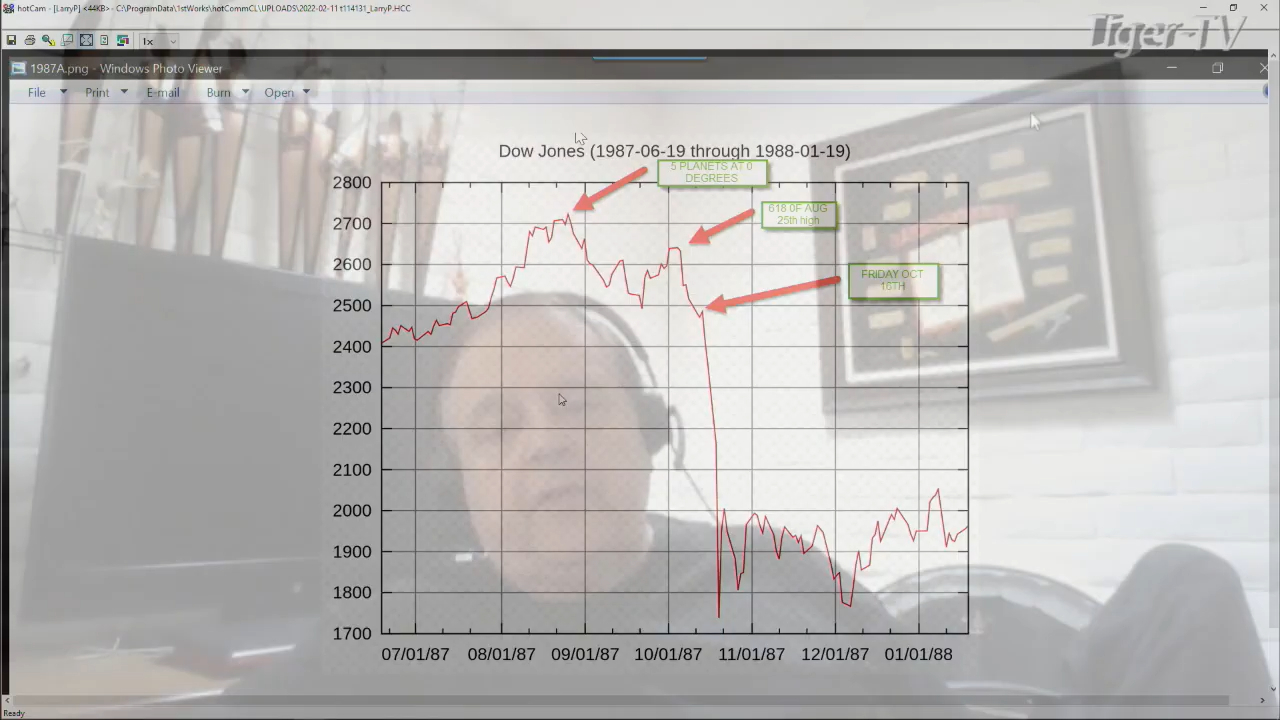 hotCam - [LarryP] <44KB> - C:\ProgramData\1stWorks\hotCommCL\UPLOADS\2022-02-11 t114131_LarryP.HCC
1x
Tiger-TV
1987A.png - Windows Photo Viewer
File Print E-mail Burn Open
Dow Jones (1987-06-19 through 1988-01-19)
5 PLANETS AT 0
DEGREES
618 0F AUG
25th high
FRIDAY OCT
16TH
2800
2700
2600
2500
2400
2300
2200
2100
2000
1900
1800
1700
07/01/87 08/01/87 09/01/87 10/01/87 11/01/87 12/01/87 01/01/88
Ready